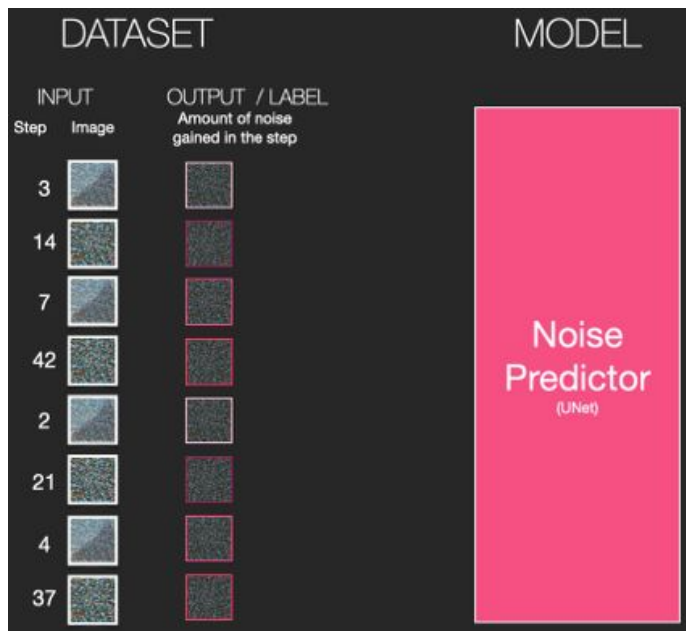 DATASET
MODEL
INPUT
OUTPUT / LABEL
Step
Image
Amount of noise
gained in the step
3
14
7
42
2
21
4
37
Noise
Predictor
(UNet)